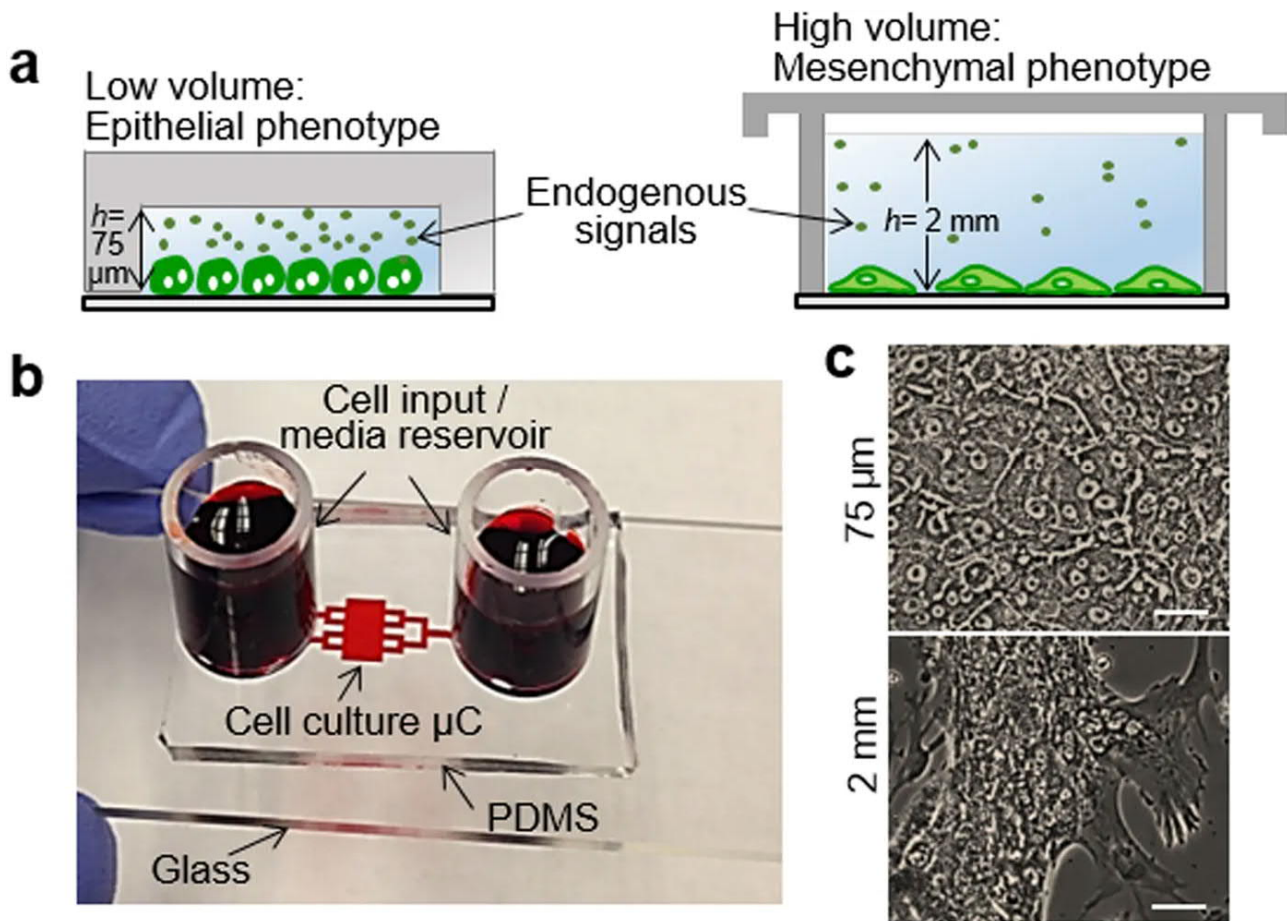 a
Low volume:
Epithelial phenotype
High volume:
Mesenchymal phenotype
h=
75
µm
Endogenous
signals
h= 2 mm
b
Cell input /
media reservoir
Cell culture µC
PDMS
Glass
c
75 µm
2 mm